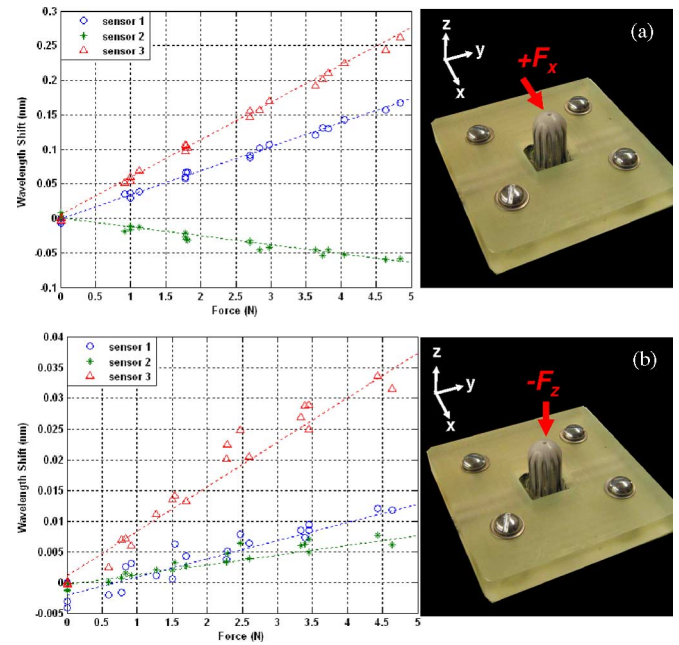 0.3
0.25
0.2
0.15
0.1
0.05
0
-0.05
-0.1
Wavelength Shift (nm)
sensor 1
sensor 2
sensor 3
0 0.5 1 1.5 2 2.5 3 3.5 4 4.5 5
Force (N)
(a)
z
y
x
+Fx
0.04
0.035
0.03
0.025
0.02
0.015
0.01
0.005
0
-0.005
Wavelength Shift (nm)
sensor 1
sensor 2
sensor 3
0 0.5 1 1.5 2 2.5 3 3.5 4 4.5 5
Force (N)
(b)
z
y
x
-Fz